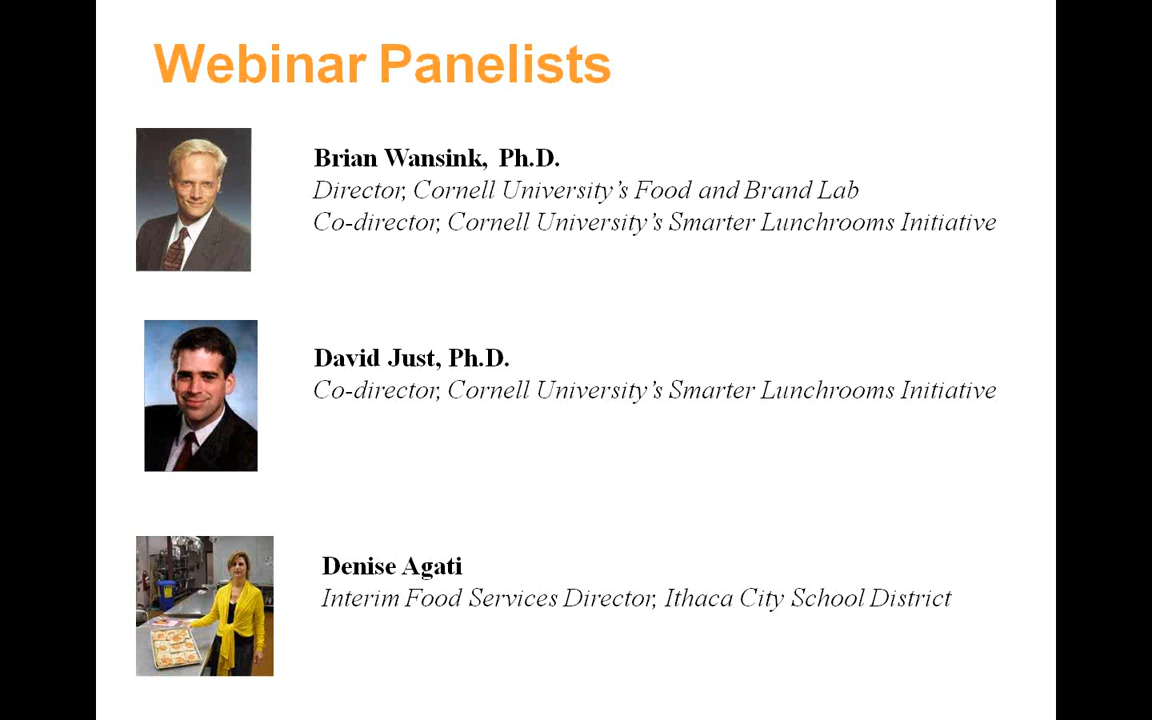 Webinar Panelists
Brian Wansink, Ph.D.
Director, Cornell University’s Food and Brand Lab
Co-director, Cornell University’s Smarter Lunchrooms Initiative
David Just, Ph.D.
Co-director, Cornell University’s Smarter Lunchrooms Initiative
Denise Agati
Interim Food Services Director, Ithaca City School District